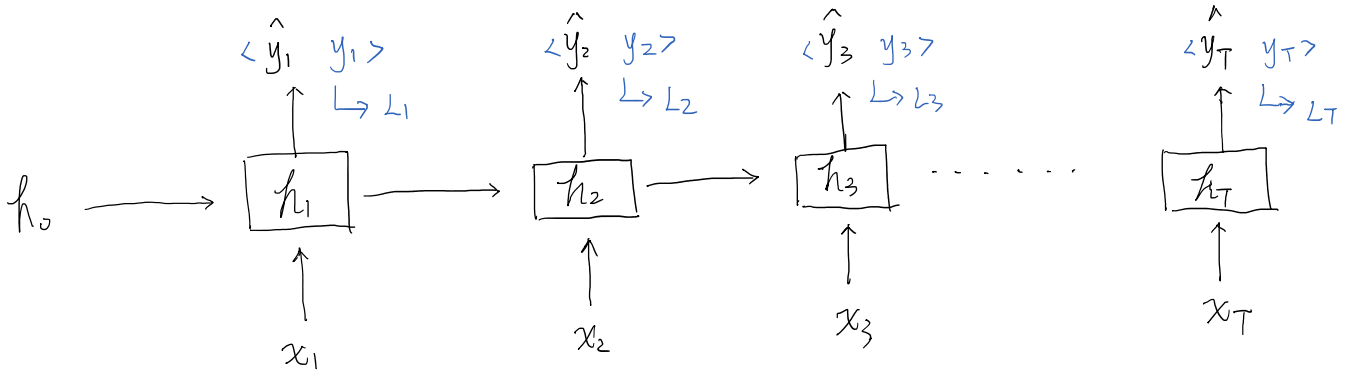 < ŷ₁ y₁ > < ŷ₂ y₂ > < ŷ₃ y₃ > < ŷ_T y_T >
↳ L₁ ↳ L₂ ↳ L₃ ↳ L_T
h₀ → h₁ → h₂ → h₃ ...... h_T
x₁ x₂ x₃ x_T